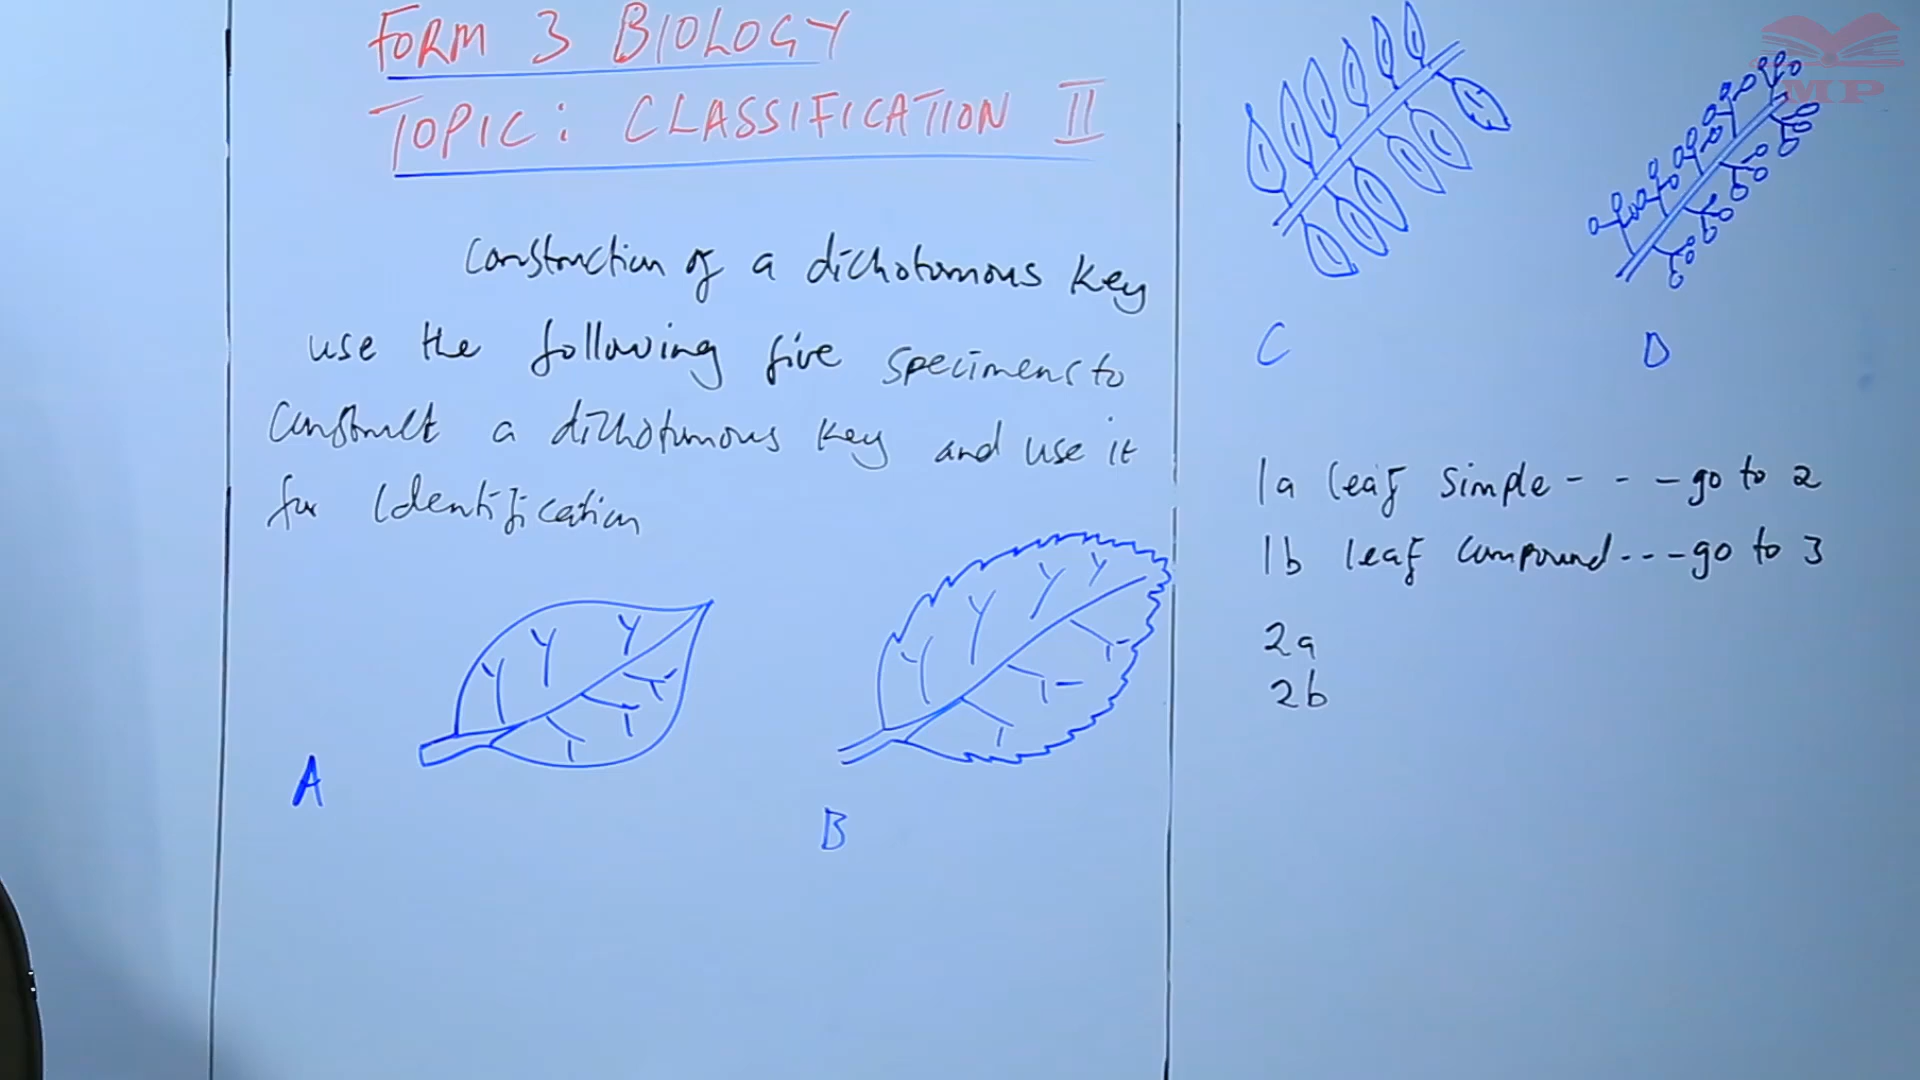 FORM 3 BIOLOGY
TOPIC: CLASSIFICATION II
Construction of a dichotomous key
use the following five specimens to
construct a dichotomous key and use it
for Identification
A
B
C
D
1a leaf simple - - - go to 2
1b leaf compound - - - go to 3
2a
2b
MP